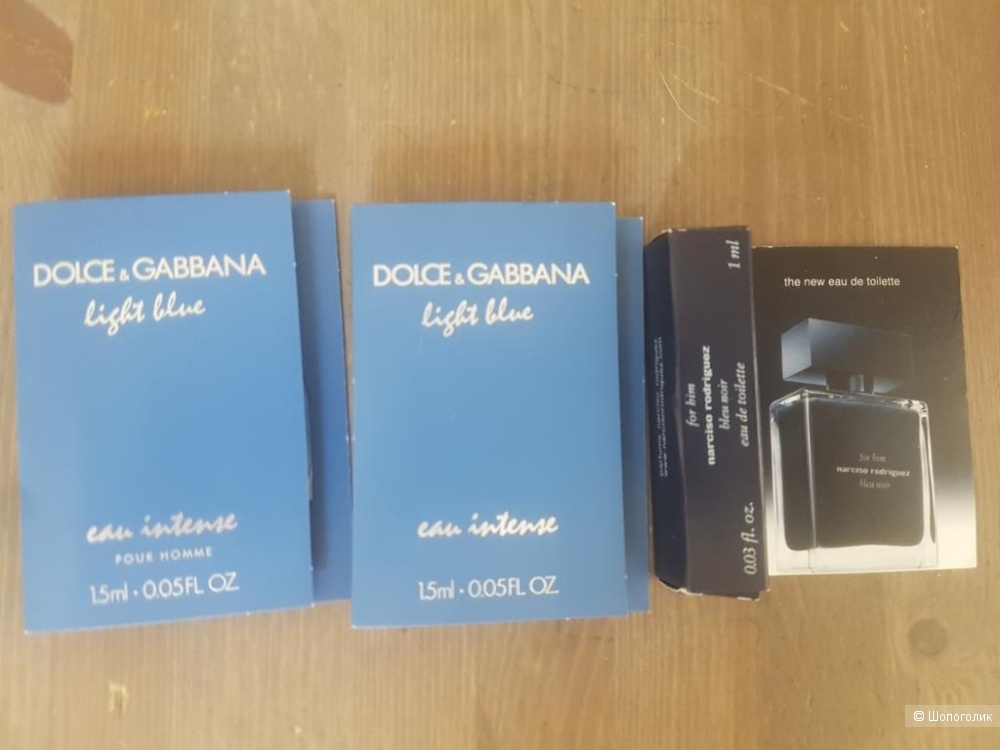 DOLCE & GABBANA
light blue
eau intense
POUR HOMME
1.5ml · 0.05FL OZ
DOLCE & GABBANA
light blue
eau intense
1.5ml · 0.05FL OZ
for him
narciso rodriguez
bleu noir
eau de toilette
1 ml
0.03 fl. oz.
the new eau de toilette
for him
narciso rodriguez
bleu noir
© Шопоголик